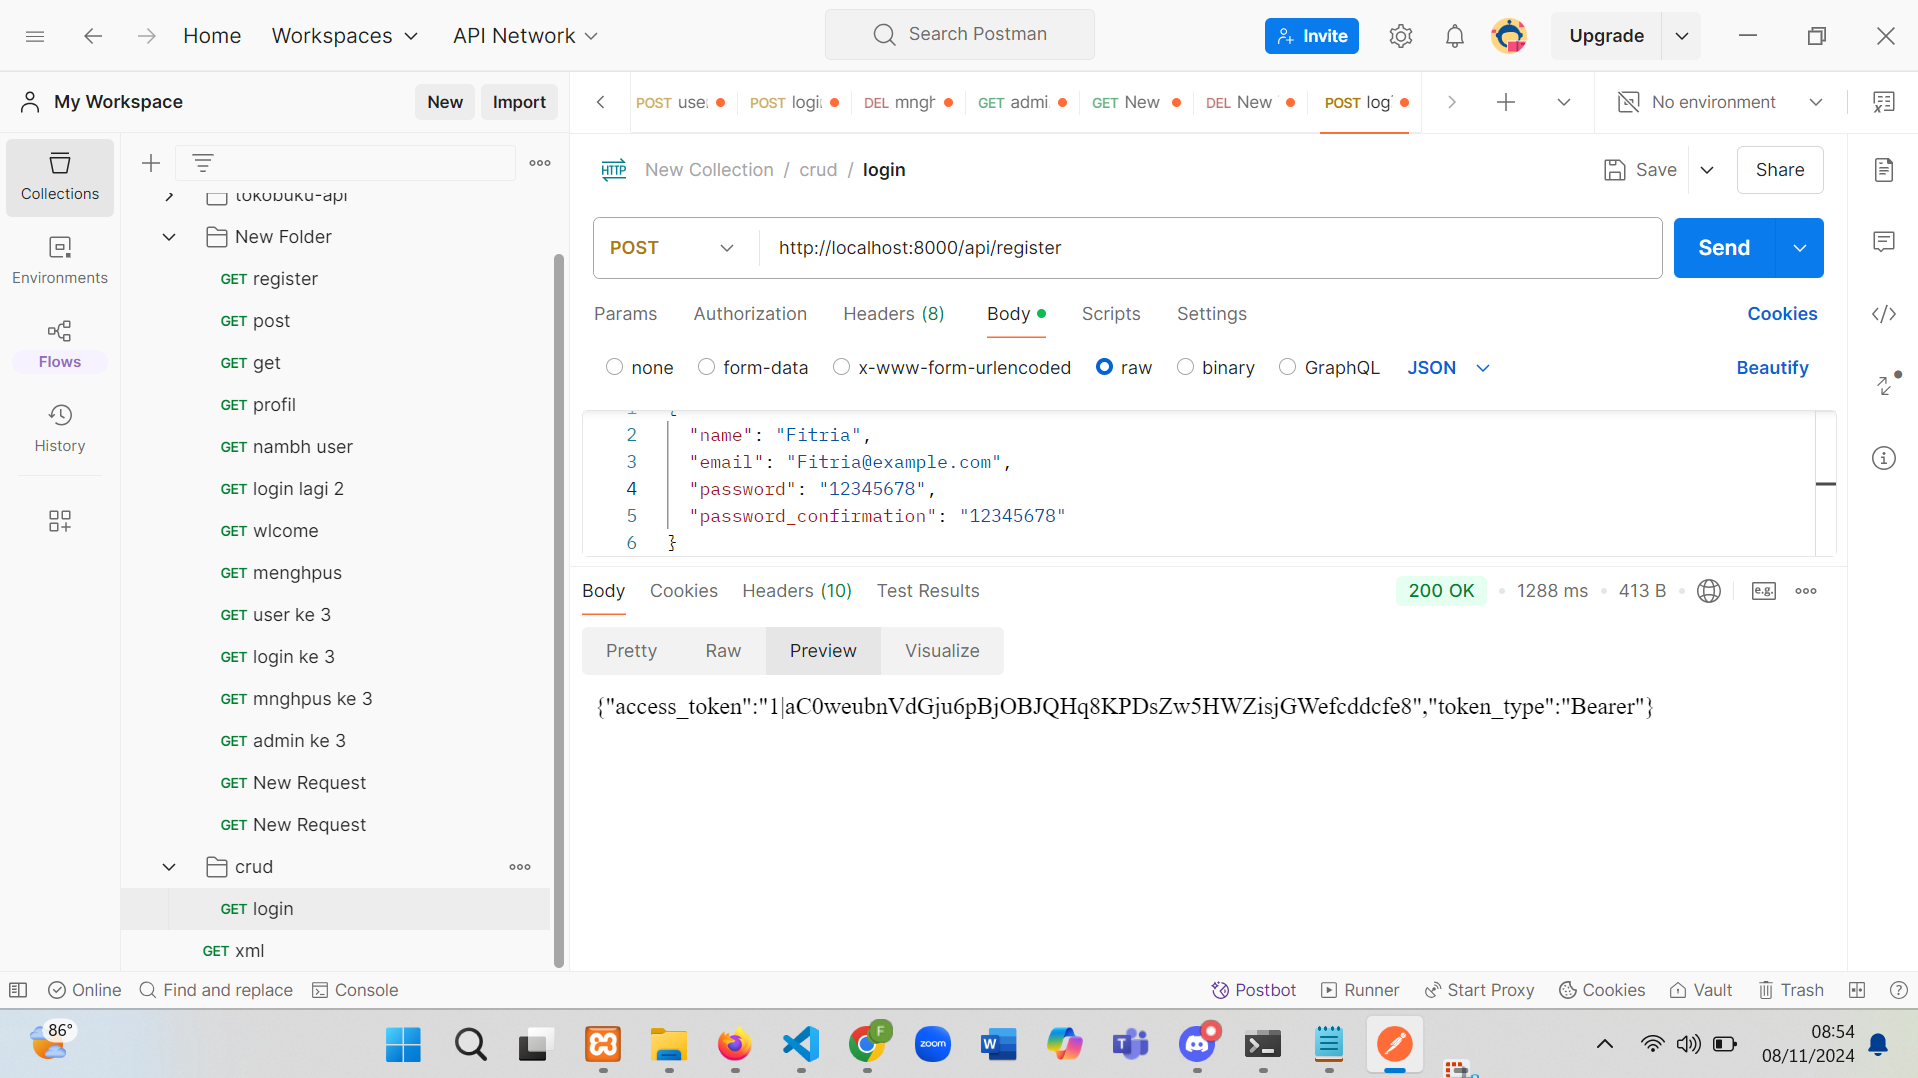 Home
Workspaces
API Network
Search Postman
Invite
Upgrade
My Workspace
New
Import
POST use
POST logi
DEL mngh
GET admi
GET New
DEL New
POST log
No environment
Collections
Environments
Flows
History
tokobuku-api
New Folder
GET register
GET post
GET get
GET profil
GET nambh user
GET login lagi 2
GET wlcome
GET menghpus
GET user ke 3
GET login ke 3
GET mnghpus ke 3
GET admin ke 3
GET New Request
GET New Request
crud
GET login
GET xml
HTTP
New Collection / crud / login
Save
Share
POST
http://localhost:8000/api/register
Send
Params
Authorization
Headers (8)
Body
Scripts
Settings
Cookies
none
form-data
x-www-form-urlencoded
raw
binary
GraphQL
JSON
Beautify
1 {
2 "name": "Fitria",
3 "email": "Fitria@example.com",
4 "password": "12345678",
5 "password_confirmation": "12345678"
6 }
Body
Cookies
Headers (10)
Test Results
200 OK
1288 ms
413 B
e.g.
Pretty
Raw
Preview
Visualize
{"access_token":"1|aC0weubnVdGju6pBjOBJQHq8KPDsZw5HWZisjGWefcddcfe8","token_type":"Bearer"}
Online
Find and replace
Console
Postbot
Runner
Start Proxy
Cookies
Vault
Trash
86°
F
zoom
W
08:54
08/11/2024